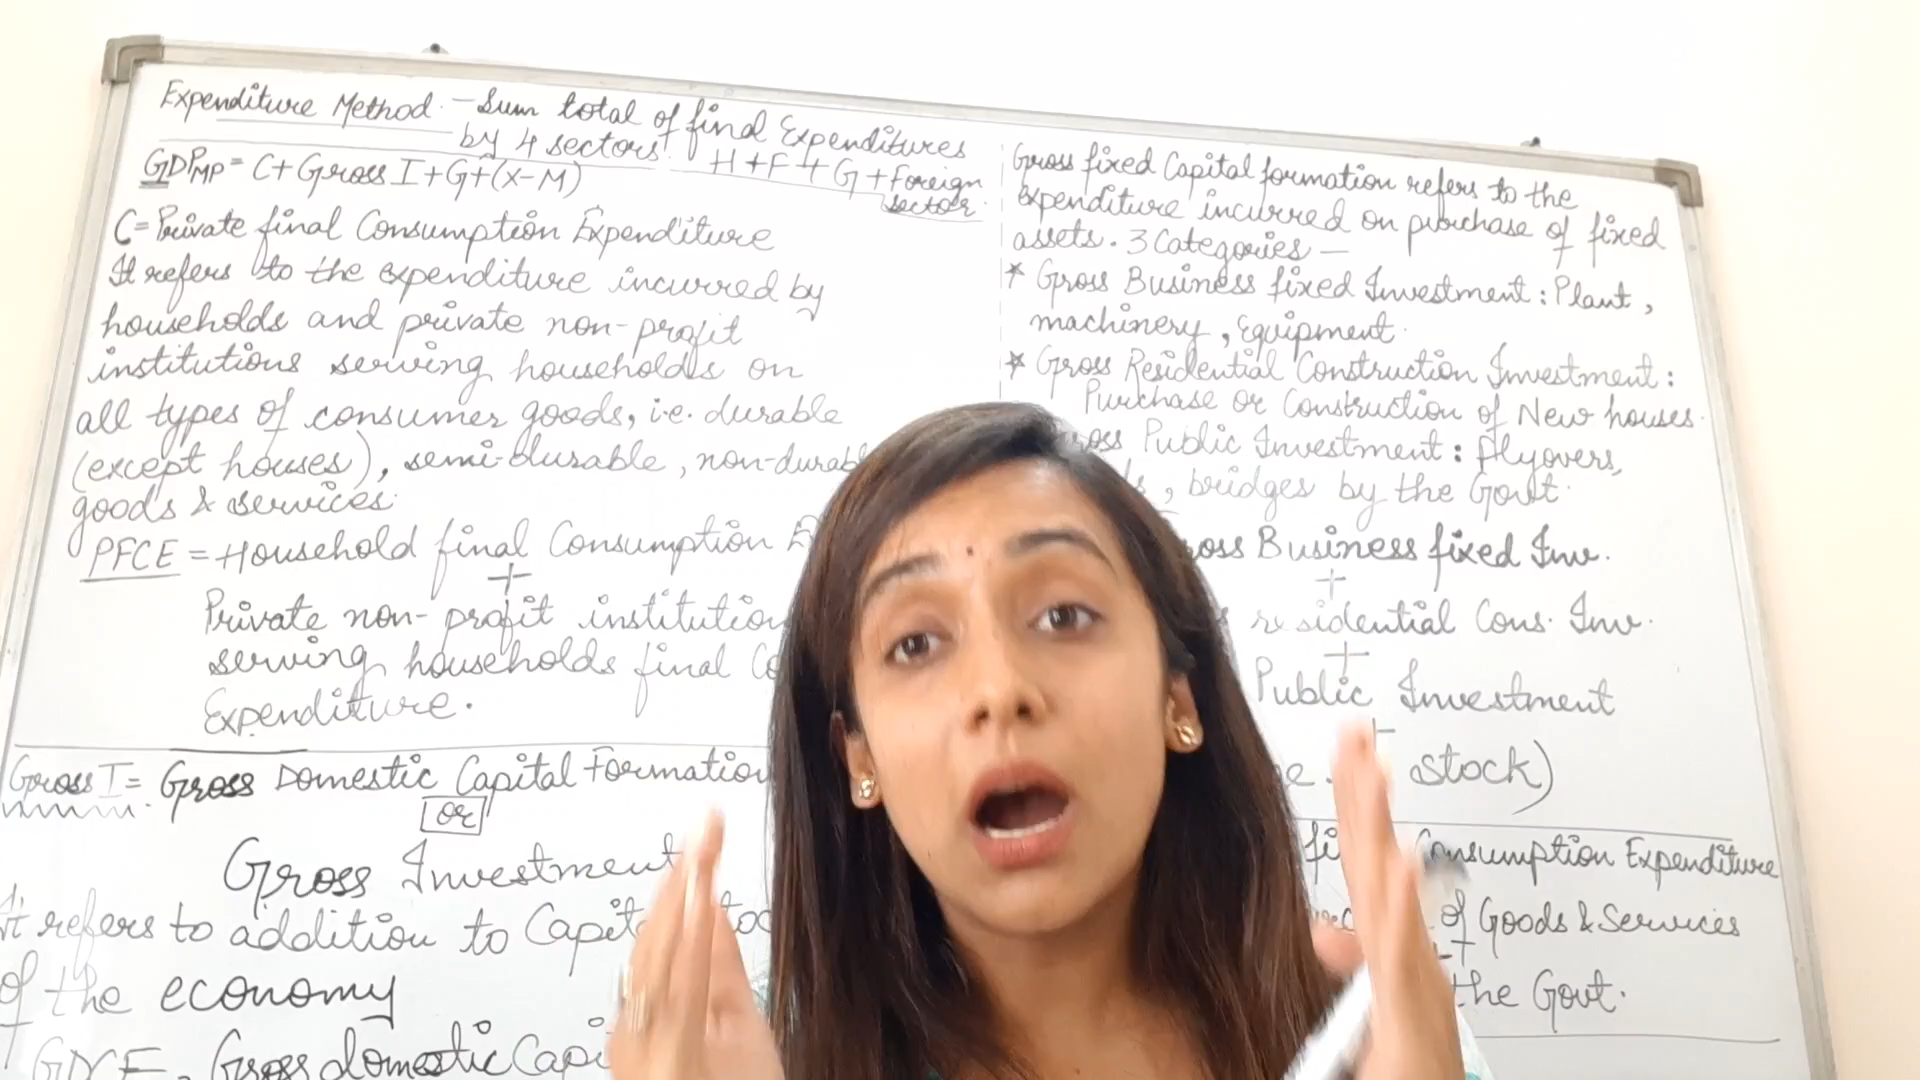 Expenditure Method - Sum total of final Expenditures
by 4 sectors. H + F + G + Foreign
sector.
GDPMP = C + Gross I + G + (X-M)
C = Private final Consumption Expenditure
It refers to the expenditure incurred by
households and private non-profit
institutions serving households on
all types of consumer goods, i.e. durable
(except houses), semi-durable, non-durabl
goods & services.
PFCE = Household final Consumption
+
Private non-profit institution
serving households final
Expenditure.
Gross I = Gross Domestic Capital Formation
or
Gross Investment
It refers to addition to
of the economy
Gross domestic Capi
Gross fixed Capital formation refers to the
expenditure incurred on purchase of fixed
assets. 3 Categories -
* Gross Business fixed Investment: Plant,
machinery, Equipment.
* Gross Residential Construction Investment:
Purchase or Construction of New houses.
ross Public Investment: Flyovers,
, bridges by the Govt.
ross Business fixed Inv.
+
residential Cons. Inv.
+
Public Investment
stock)
Consumption Expenditure
of Goods & Services
the Govt.